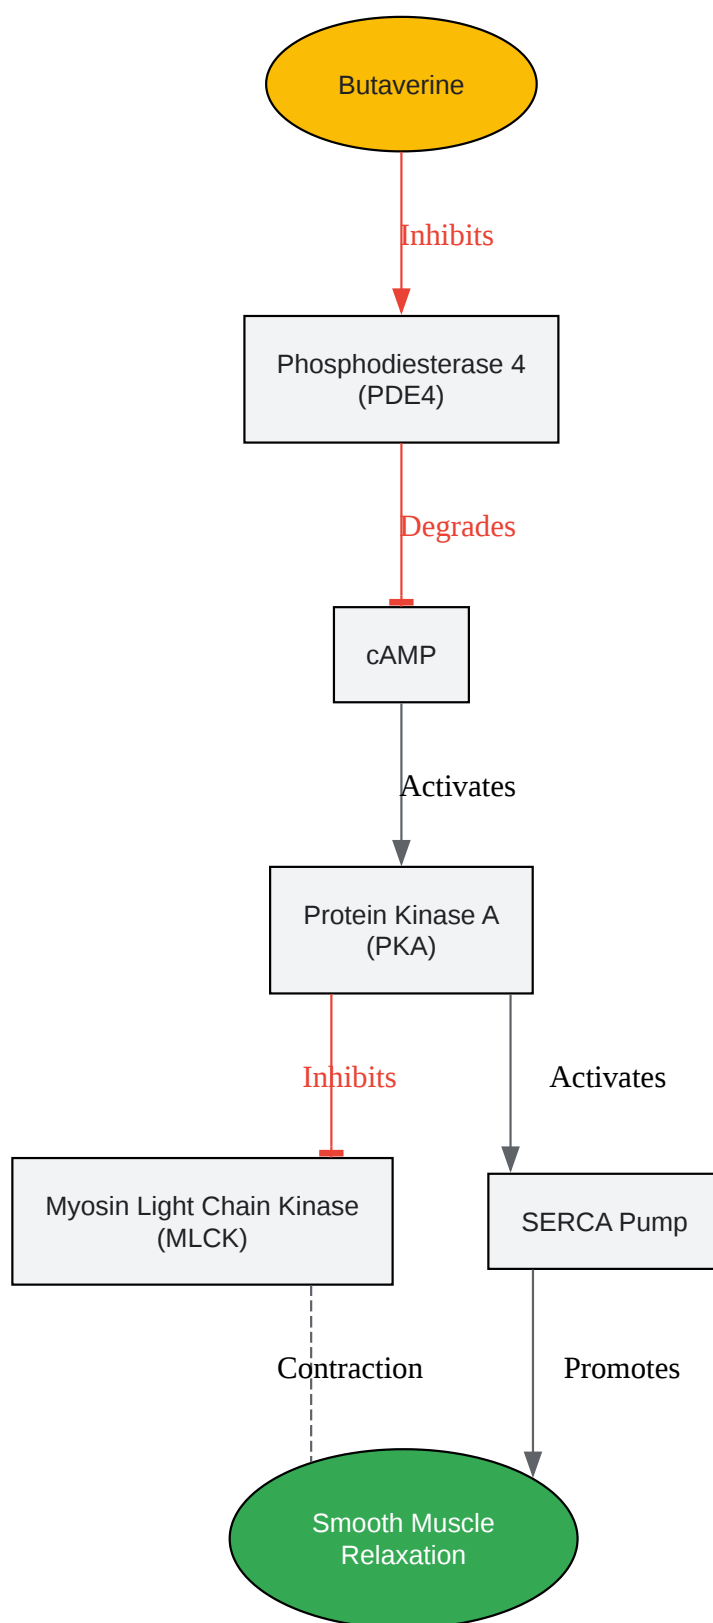 Butaverine
Inhibits
Phosphodiesterase 4
(PDE4)
Degrades
cAMP
Activates
Protein Kinase A
(PKA)
Inhibits
Activates
Myosin Light Chain Kinase
(MLCK)
SERCA Pump
Contraction
Promotes
Smooth Muscle
Relaxation